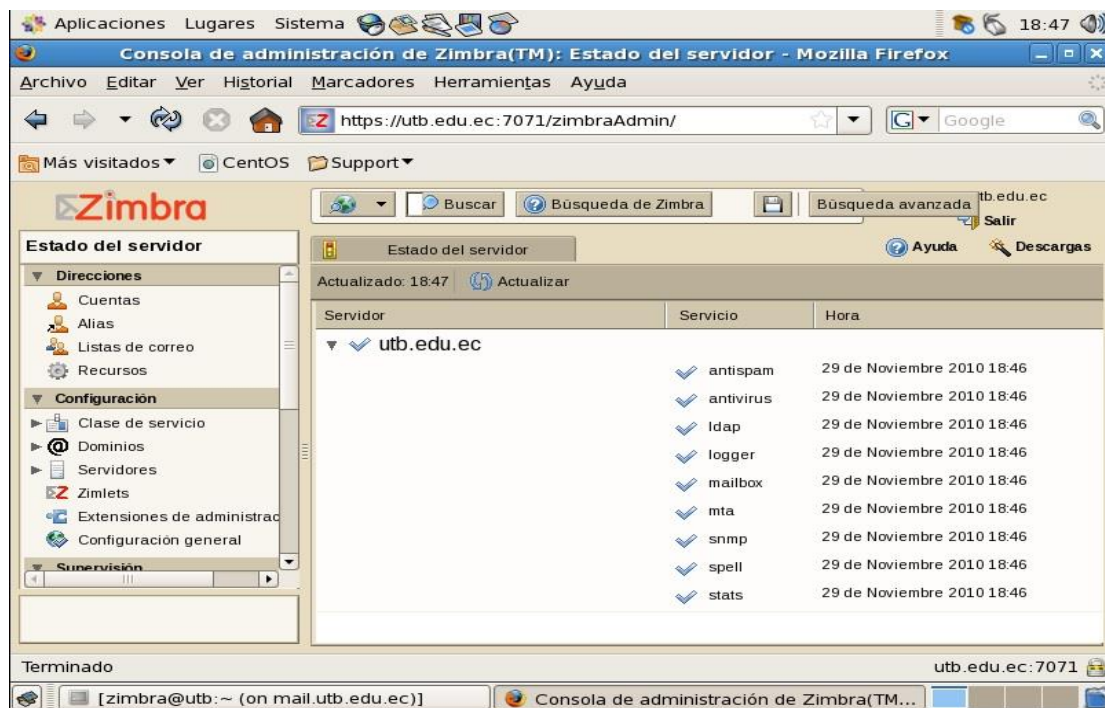 Aplicaciones Lugares Sistema 18:47
Consola de administración de Zimbra(TM): Estado del servidor - Mozilla Firefox
Archivo Editar Ver Historial Marcadores Herramientas Ayuda
https://utb.edu.ec:7071/zimbraAdmin/ G Google
Más visitados CentOS Support
Zimbra Buscar Búsqueda de Zimbra Búsqueda avanzada tb.edu.ec
Salir
Estado del servidor Estado del servidor Ayuda Descargas
Direcciones Actualizado: 18:47 Actualizar
Cuentas Servidor Servicio Hora
Alias utb.edu.ec
Listas de correo
Recursos antispam 29 de Noviembre 2010 18:46
Configuración antivirus 29 de Noviembre 2010 18:46
Clase de servicio ldap 29 de Noviembre 2010 18:46
Dominios logger 29 de Noviembre 2010 18:46
Servidores mailbox 29 de Noviembre 2010 18:46
Zimlets mta 29 de Noviembre 2010 18:46
Extensiones de administrac snmp 29 de Noviembre 2010 18:46
Configuración general spell 29 de Noviembre 2010 18:46
Supervisión stats 29 de Noviembre 2010 18:46
Terminado utb.edu.ec:7071
[zimbra@utb:~ (on mail.utb.edu.ec)] Consola de administración de Zimbra(TM...